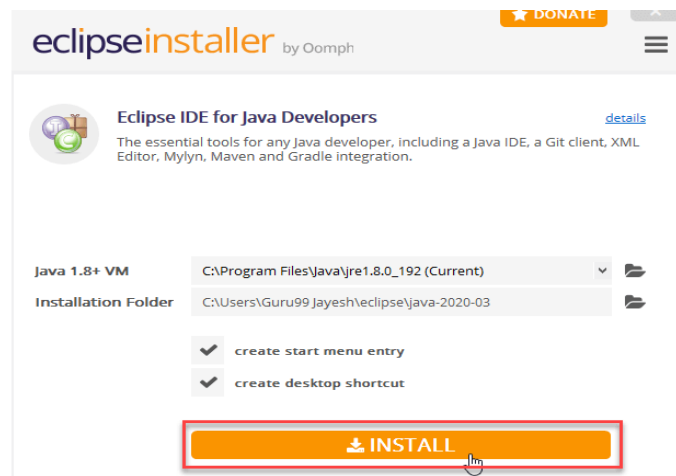 DONATE
eclipseinstaller by Oomph
Eclipse IDE for Java Developers
details
The essential tools for any Java developer, including a Java IDE, a Git client, XML
Editor, Mylyn, Maven and Gradle integration.
Java 1.8+ VM
C:\Program Files\Java\jre1.8.0_192 (Current)
Installation Folder
C:\Users\Guru99 Jayesh\eclipse\java-2020-03
create start menu entry
create desktop shortcut
INSTALL